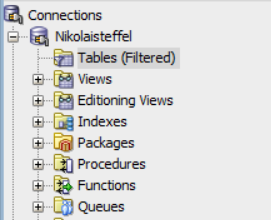 Connections
Nikolaisteffel
Tables (Filtered)
Views
Editioning Views
Indexes
Packages
Procedures
Functions
Queues